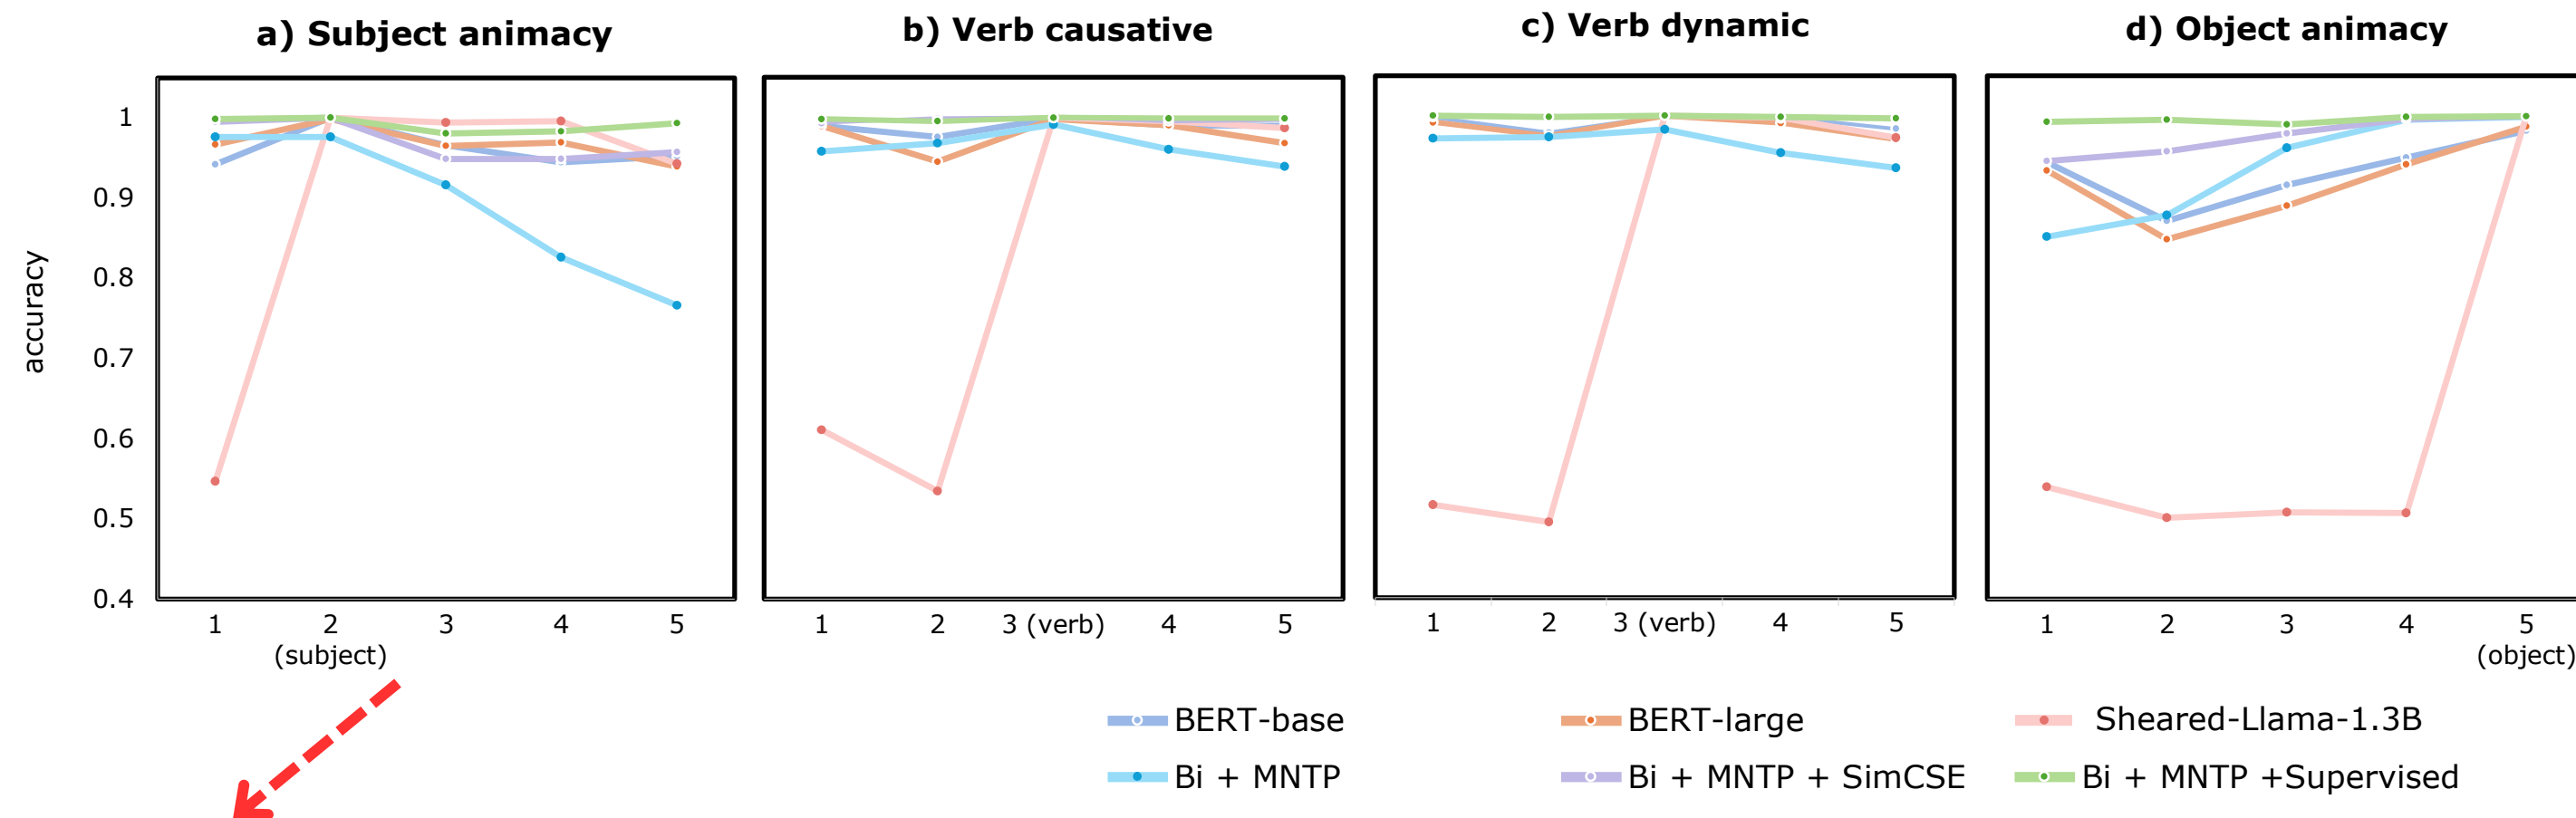 a) Subject animacy
b) Verb causative
c) Verb dynamic
d) Object animacy
accuracy
1
0.9
0.8
0.7
0.6
0.5
0.4
1 2 3 4 5
(subject)
1 2 3 (verb) 4 5
1 2 3 (verb) 4 5
1 2 3 4 5
(object)
BERT-base BERT-large Sheared-Llama-1.3B
Bi + MNTP Bi + MNTP + SimCSE Bi + MNTP +Supervised